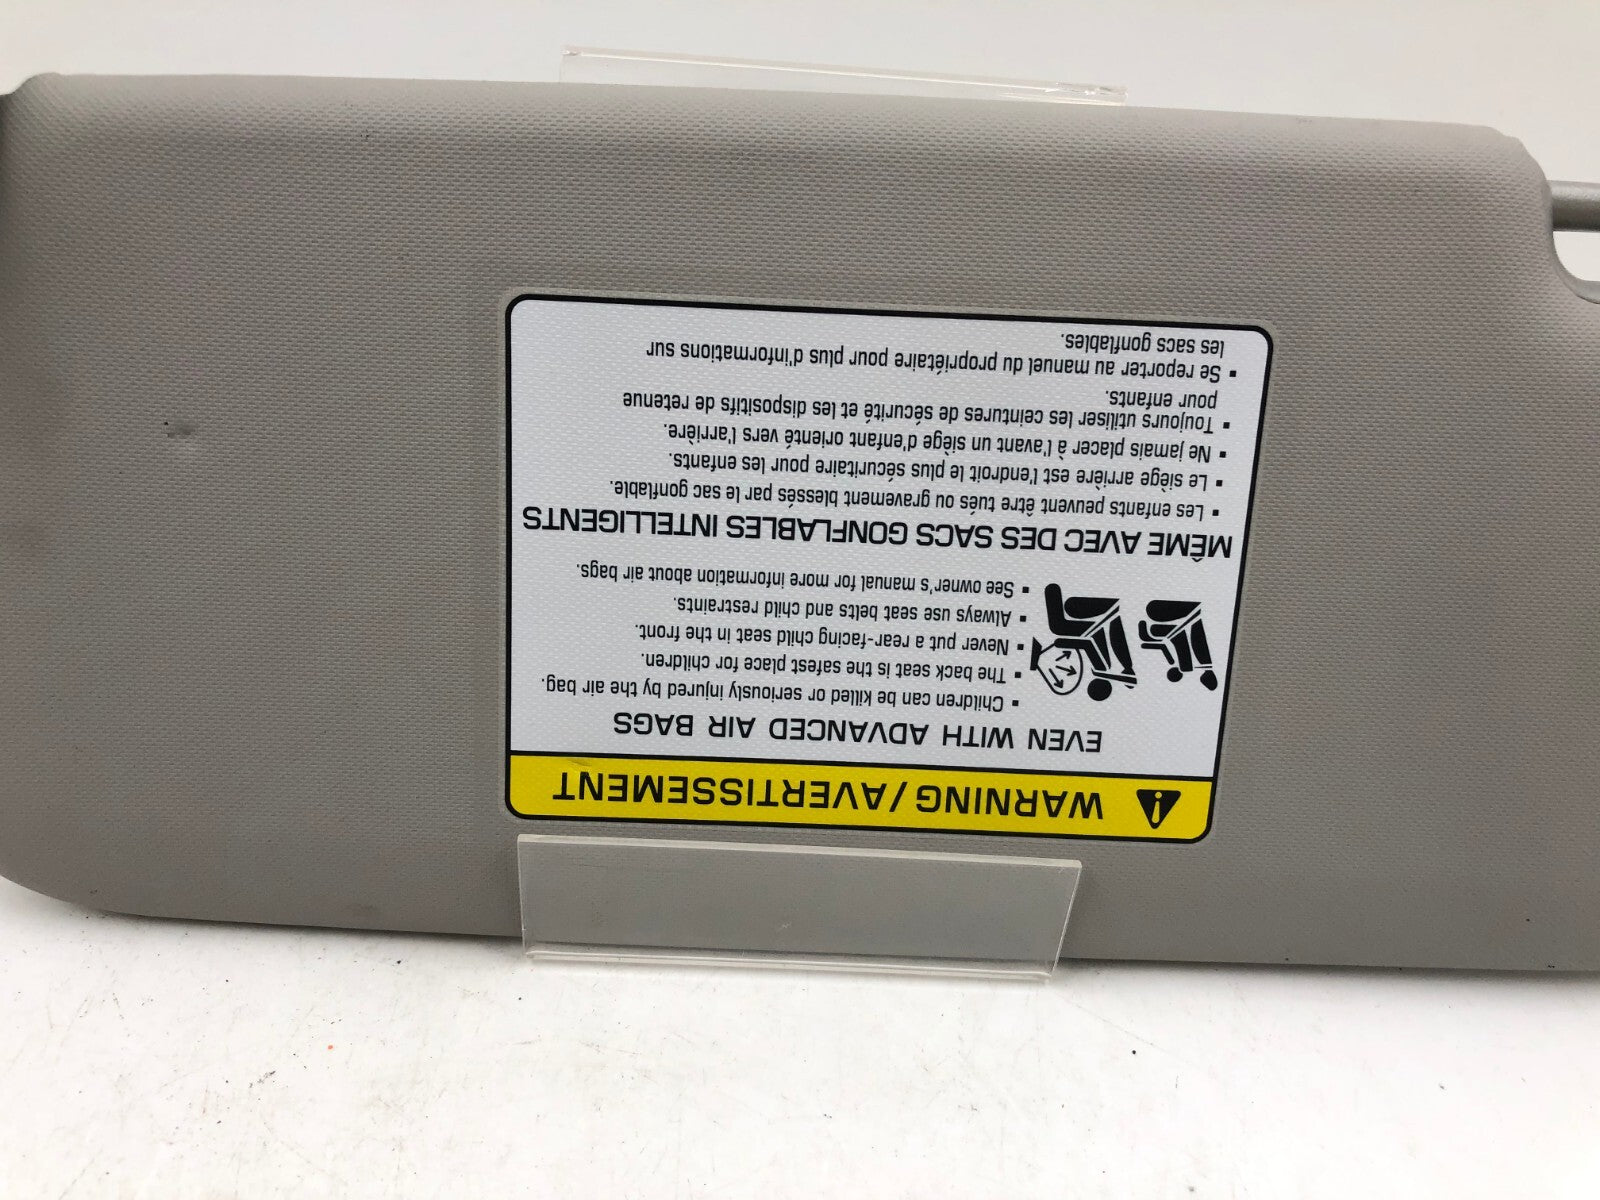 WARNING / AVERTISSEMENT
EVEN WITH ADVANCED AIR BAGS
▪ Children can be killed or seriously injured by the air bag.
▪ The back seat is the safest place for children.
▪ Never put a rear-facing child seat in the front.
▪ Always use seat belts and child restraints.
▪ See owner's manual for more information about air bags.
MÊME AVEC DES SACS GONFLABLES INTELLIGENTS
▪ Les enfants peuvent être tués ou gravement blessés par le sac gonflable.
▪ Le siège arrière est l'endroit le plus sécuritaire pour les enfants.
▪ Ne jamais placer à l'avant un siège d'enfant orienté vers l'arrière.
▪ Toujours utiliser les ceintures de sécurité et les dispositifs de retenue
pour enfants.
▪ Se reporter au manuel du propriétaire pour plus d'informations sur
les sacs gonflables.